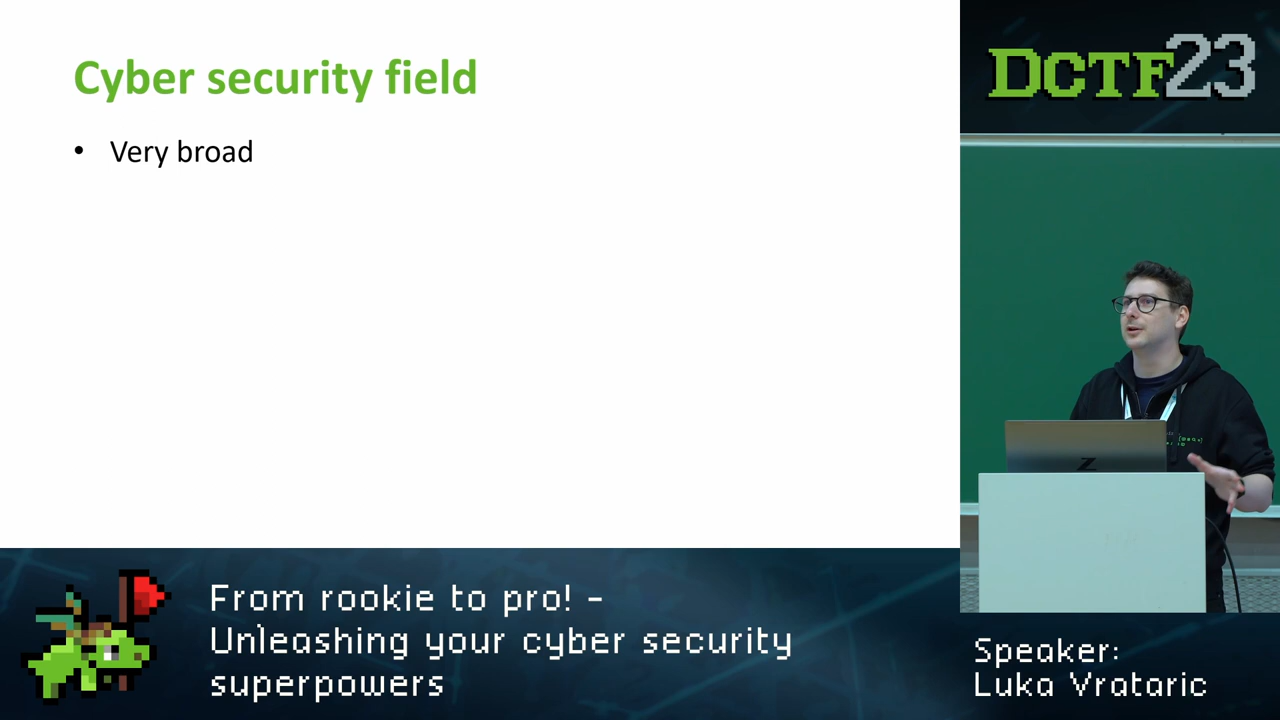 Cyber security field
• Very broad
DCTF23
From rookie to pro! -
Unleashing your cyber security
superpowers
Speaker:
Luka Vrataric